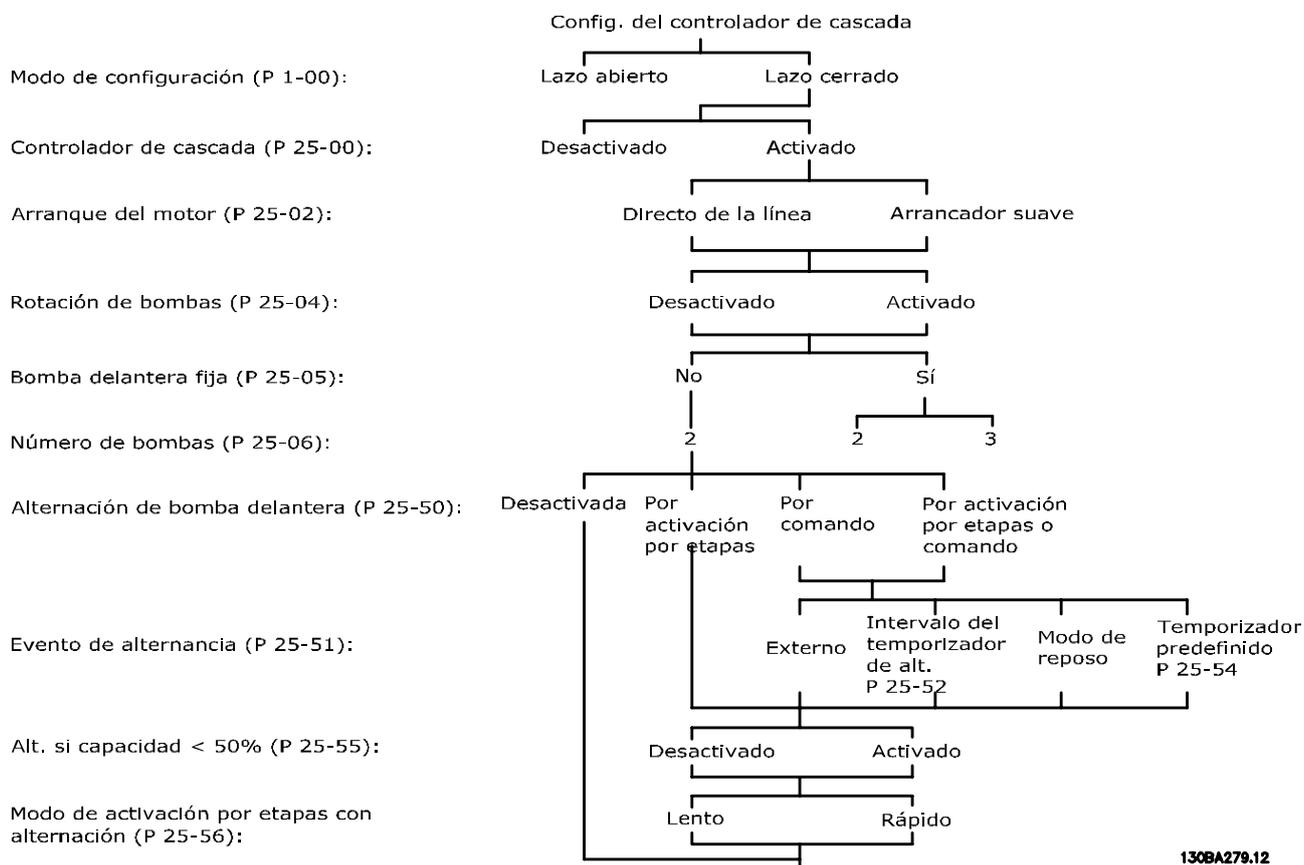 Config. del controlador de cascada
Modo de configuración (P 1-00):
Lazo abierto
Lazo cerrado
Controlador de cascada (P 25-00):
Desactivado
Activado
Arranque del motor (P 25-02):
Directo de la línea
Arrancador suave
Rotación de bombas (P 25-04):
Desactivado
Activado
Bomba delantera fija (P 25-05):
No
Sí
Número de bombas (P 25-06):
2
2
3
Alternación de bomba delantera (P 25-50):
Desactivada
Por
activación
por etapas
Por
comando
Por activación
por etapas o
comando
Evento de alternancia (P 25-51):
Externo
Intervalo del
temporizador
de alt.
P 25-52
Modo de
reposo
Temporizador
predefinido
P 25-54
Alt. si capacidad < 50% (P 25-55):
Desactivado
Activado
Modo de activación por etapas con
alternación (P 25-56):
Lento
Rápido
130BA279.12